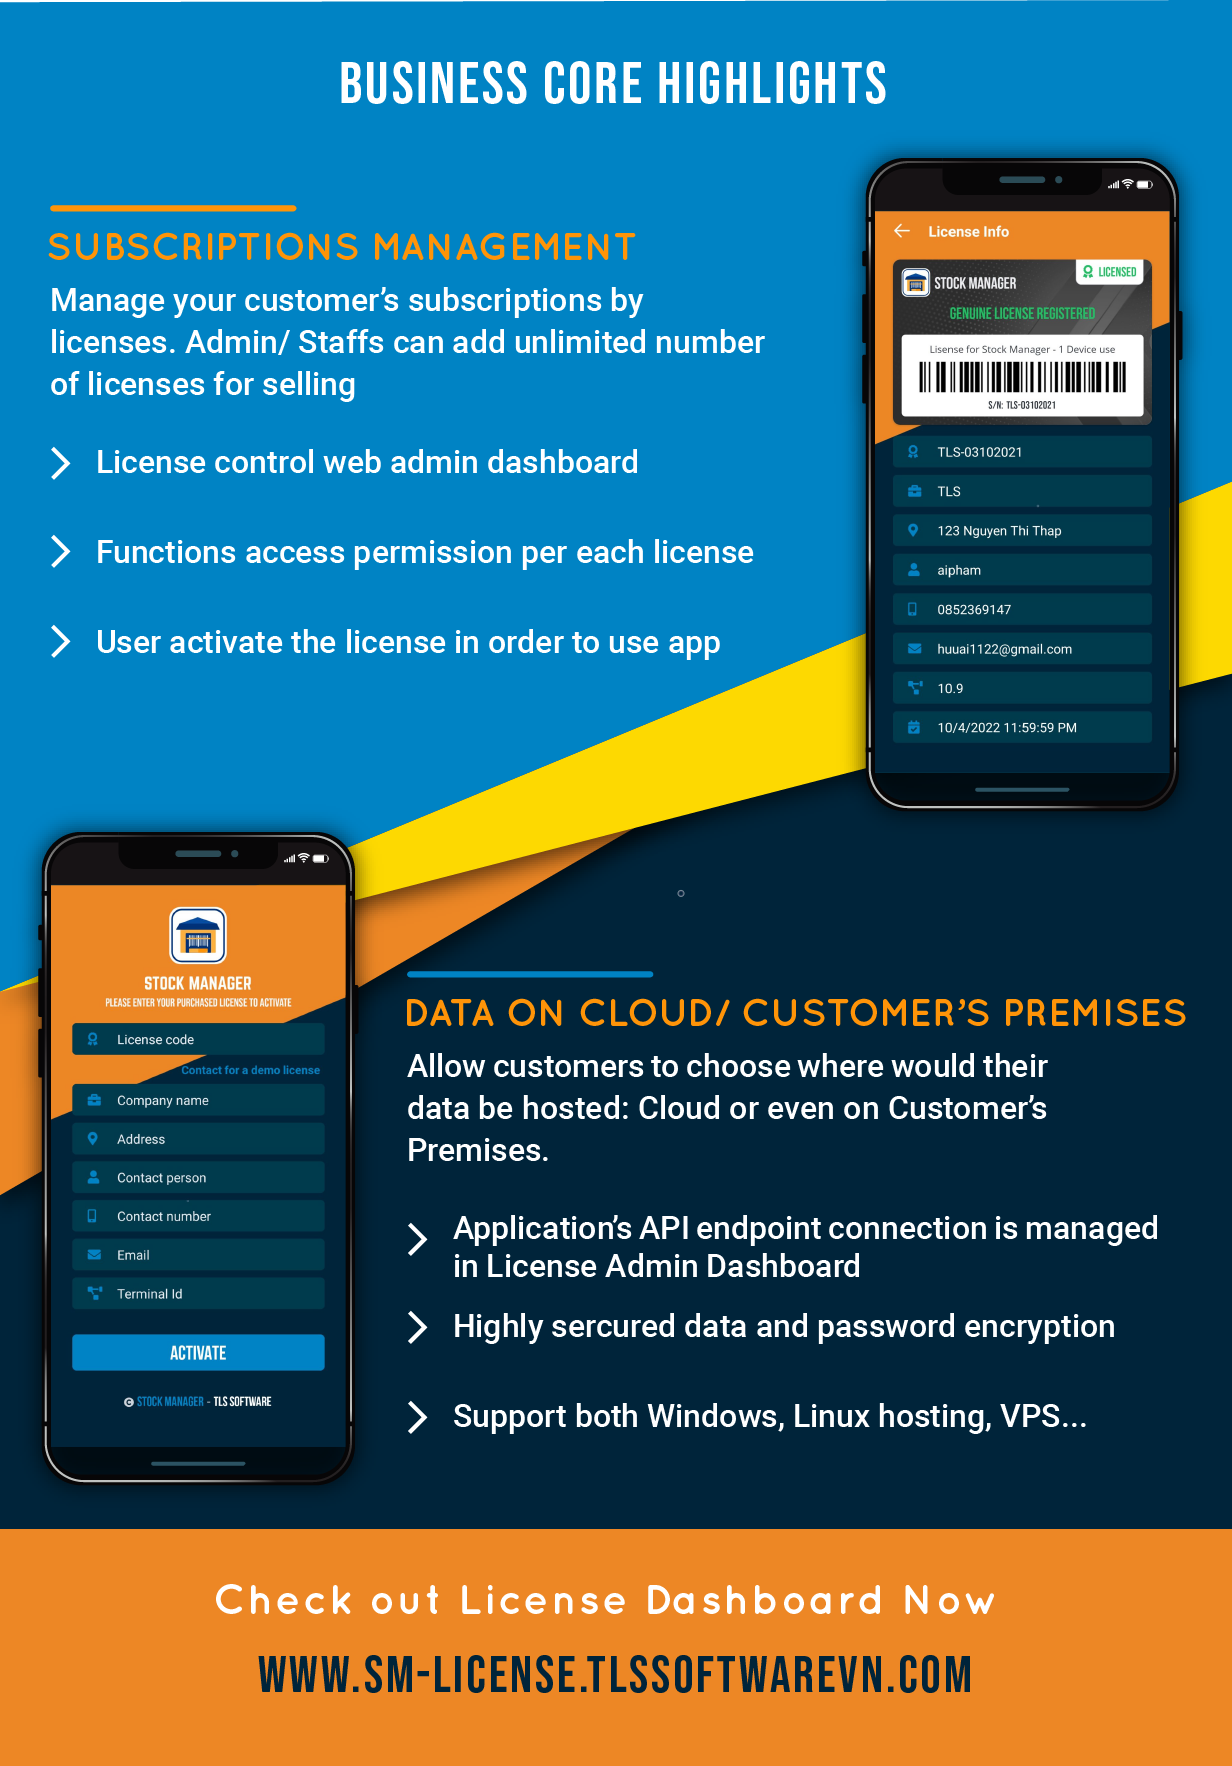 BUSINESS CORE HIGHLIGHTS
SUBSCRIPTIONS MANAGEMENT
Manage your customer’s subscriptions by
licenses. Admin/ Staffs can add unlimited number
of licenses for selling
License control web admin dashboard
Functions access permission per each license
User activate the license in order to use app
License Info
STOCK MANAGER
LICENSED
GENUINE LICENSE REGISTERED
Lisense for Stock Manager - 1 Device use
S/N: TLS-03102021
TLS-03102021
TLS
123 Nguyen Thi Thap
aipham
0852369147
huuai1122@gmail.com
10.9
10/4/2022 11:59:59 PM
STOCK MANAGER
PLEASE ENTER YOUR PURCHASED LICENSE TO ACTIVATE
License code
Contact for a demo license
Company name
Address
Contact person
Contact number
Email
Terminal Id
ACTIVATE
© STOCK MANAGER - TLS SOFTWARE
DATA ON CLOUD/ CUSTOMER’S PREMISES
Allow customers to choose where would their
data be hosted: Cloud or even on Customer’s
Premises.
Application’s API endpoint connection is managed
in License Admin Dashboard
Highly sercured data and password encryption
Support both Windows, Linux hosting, VPS...
Check out License Dashboard Now
WWW.SM-LICENSE.TLSSOFTWAREVN.COM